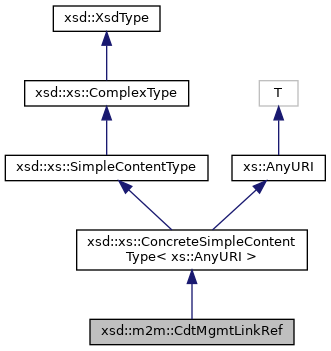 xsd::XsdType
xsd::xs::ComplexType
T
xsd::xs::SimpleContentType
xs::AnyURI
xsd::xs::ConcreteSimpleContent
Type< xs::AnyURI >
xsd::m2m::CdtMgmtLinkRef